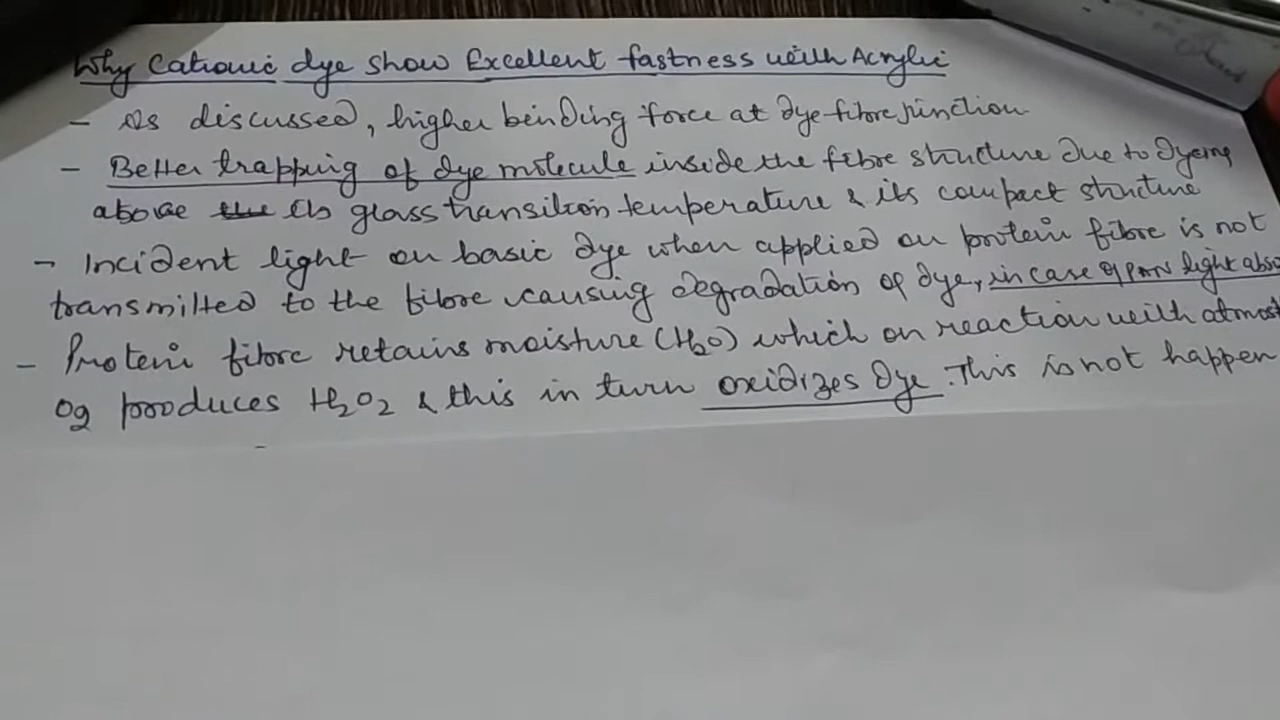 Why Cationic dye show Excellent fastness with Acrylic
- As discussed, higher beinding force at dye-fibre junction
- Better trapping of dye molecule inside the fibre structure due to dyeing
above its glass transition temperature & its compact structure
- Incident light on basic dye when applied on protein fibre is not
transmitted to the fibre causing degradation of dye, in case of PAN light abso
- Protein fibre retains moisture (H2O) which on reaction with atmos
O2 produces H2O2 & this in turn oxidizes dye. This is not happen